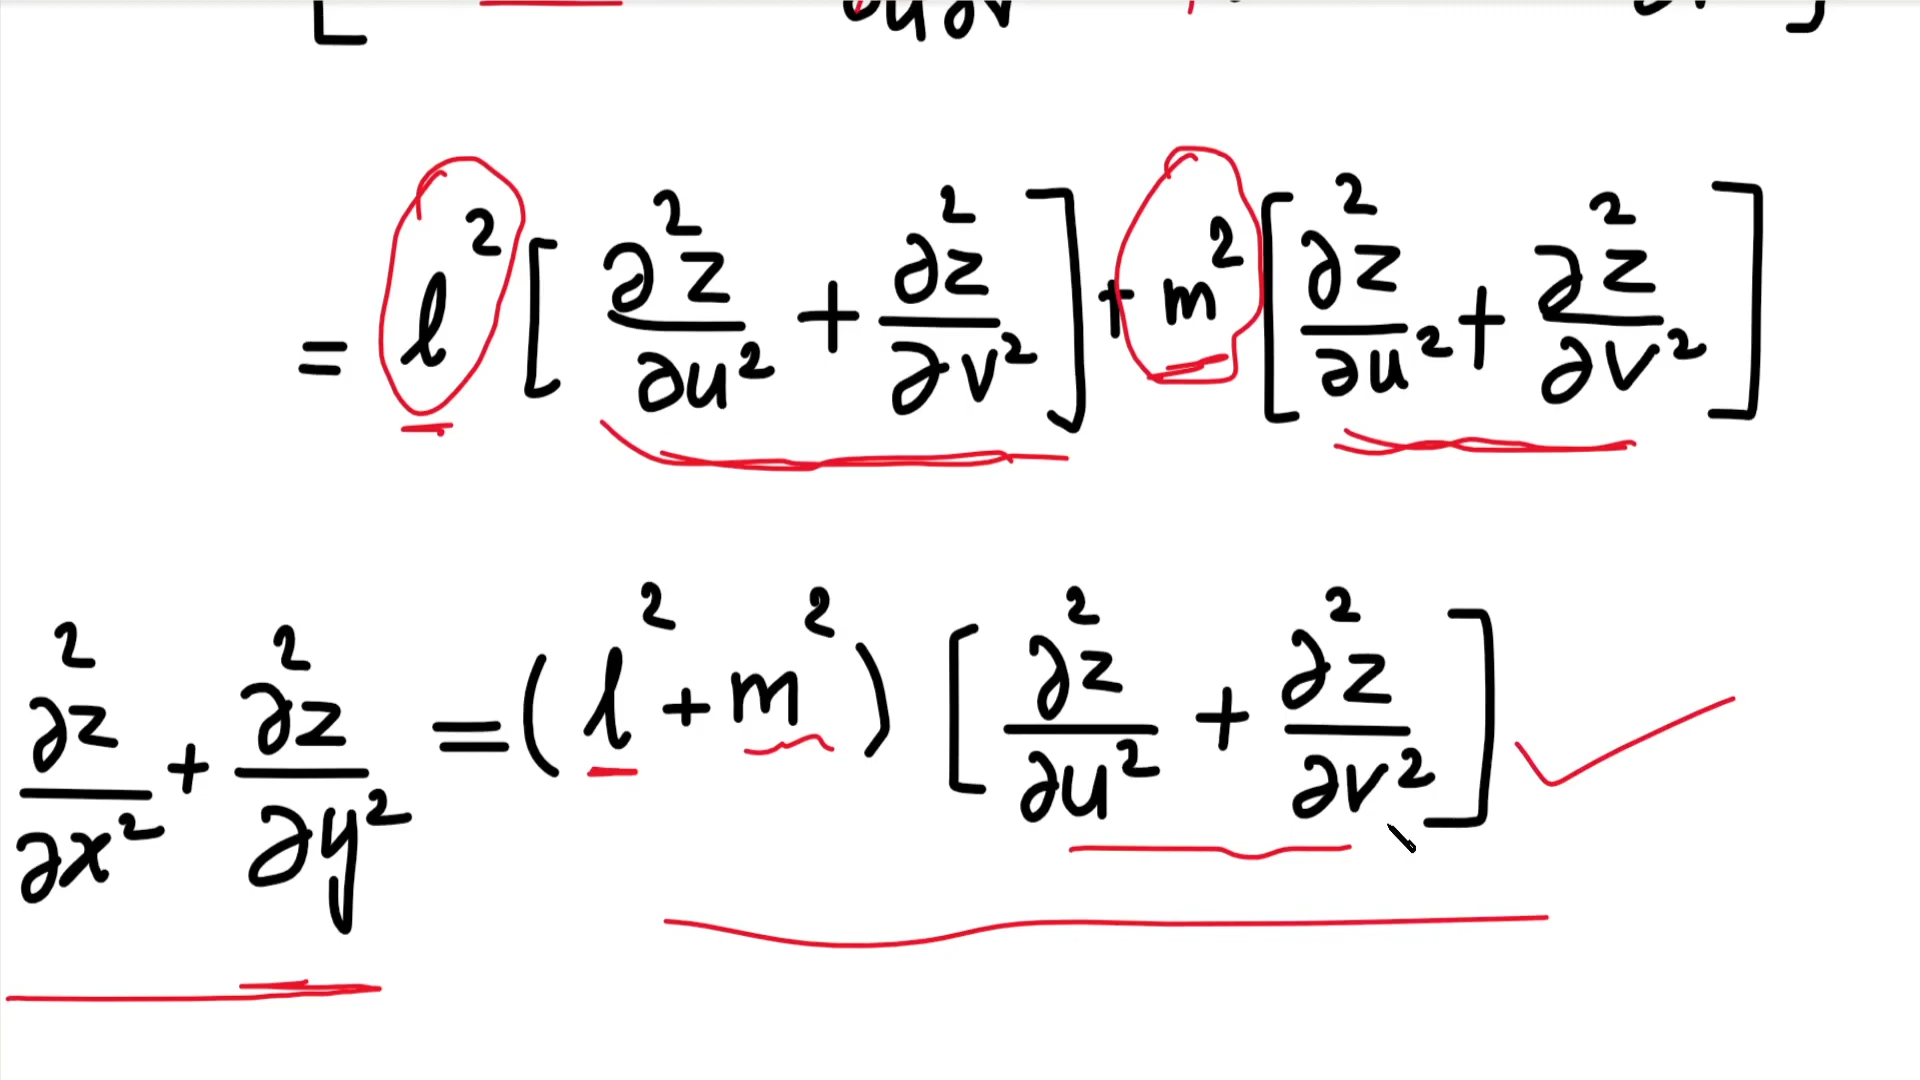 = l² [ ∂²z/∂u² + ∂²z/∂v² ] + m² [ ∂²z/∂u² + ∂²z/∂v² ]
∂²z/∂x² + ∂²z/∂y² = (l² + m²) [ ∂²z/∂u² + ∂²z/∂v² ]